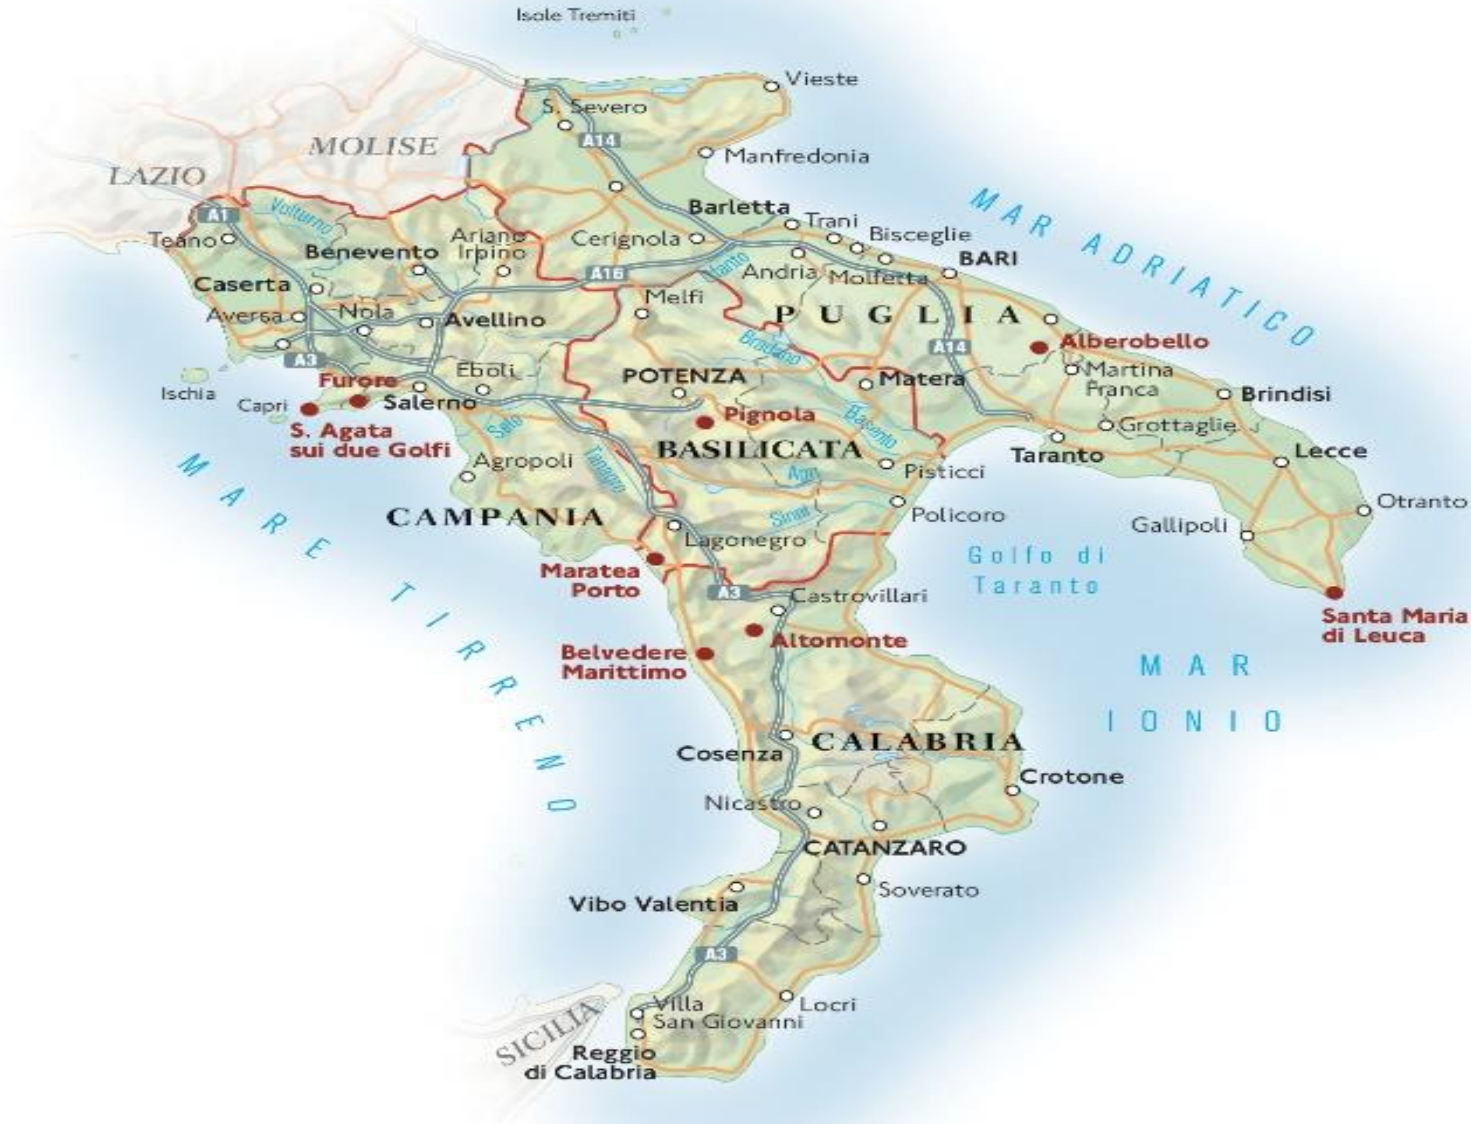 Isole Tremiti
Vieste
S. Severo
A14
MOLISE
Manfredonia
LAZIO
A1
Volturno
Barletta
Trani
MAR ADRIATICO
Teano
Benevento
Ariano
Irpino
Cerignola
Bisceglie
BARI
Caserta
A16
Andria
Molfetta
Melfi
Aversa
Nola
Avellino
PUGLIA
A14
Alberobello
A3
Bradano
Ischia
Furore
Eboli
POTENZA
Matera
Martina
Franca
Brindisi
Capri
Salerno
Pignola
Basento
Grottaglie
S. Agata
sui due Golfi
Sele
BASILICATA
Taranto
Lecce
Agropoli
Tanagro
Agri
Pisticci
Otranto
CAMPANIA
Sinni
Policoro
Gallipoli
Lagonegro
Golfo di
Taranto
MARE TIRRENO
Maratea
Porto
A3
Castrovillari
Santa Maria
di Leuca
Altomonte
Belvedere
Marittimo
MAR
IONIO
Cosenza
CALABRIA
Crotone
Nicastro
CATANZARO
Soverato
Vibo Valentia
A3
Villa
San Giovanni
Locri
SICILIA
Reggio
di Calabria